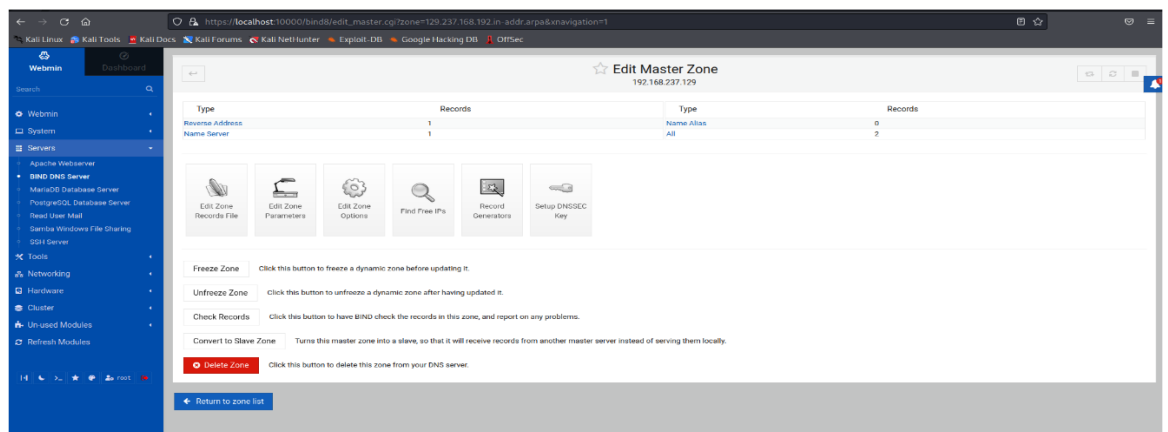 https://localhost:10000/bind8/edit_master.cgi?zone=129.237.168.192.in-addr.arpa&xnavigation=1
Kali Linux Kali Tools Kali Docs Kali Forums Kali NetHunter Exploit-DB Google Hacking DB OffSec
Webmin Dashboard
Search
Webmin
System
Servers
Apache Webserver
BIND DNS Server
MariaDB Database Server
PostgreSQL Database Server
Read User Mail
Samba Windows File Sharing
SSH Server
Tools
Networking
Hardware
Cluster
Un-used Modules
Refresh Modules
root
Edit Master Zone
192.168.237.129
Type Records Type Records
Reverse Address 1 Name Alias 0
Name Server 1 All 2
Edit Zone Records File
Edit Zone Parameters
Edit Zone Options
Find Free IPs
Record Generators
Setup DNSSEC Key
Freeze Zone Click this button to freeze a dynamic zone before updating it.
Unfreeze Zone Click this button to unfreeze a dynamic zone after having updated it.
Check Records Click this button to have BIND check the records in this zone, and report on any problems.
Convert to Slave Zone Turns this master zone into a slave, so that it will receive records from another master server instead of serving them locally.
Delete Zone Click this button to delete this zone from your DNS server.
Return to zone list